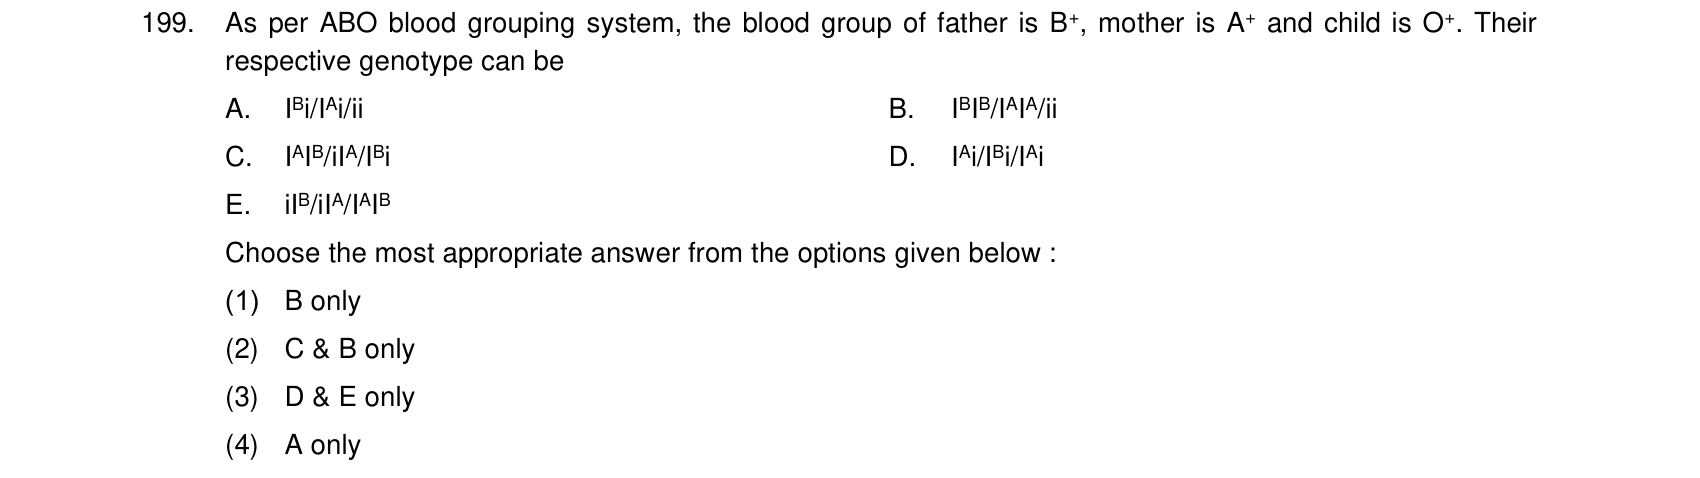 199. As per ABO blood grouping system, the blood group of father is B⁺, mother is A⁺ and child is O⁺. Their
respective genotype can be
A. Iᴮi/Iᴬi/ii B. IᴮIᴮ/IᴬIᴬ/ii
C. IᴬIᴮ/iIᴬ/Iᴮi D. Iᴬi/Iᴮi/Iᴬi
E. iIᴮ/iIᴬ/IᴬIᴮ
Choose the most appropriate answer from the options given below :
(1) B only
(2) C & B only
(3) D & E only
(4) A only